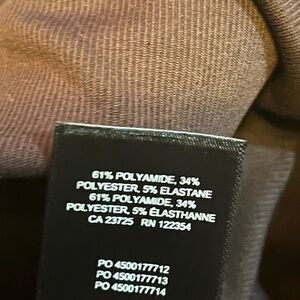 61% POLYAMIDE, 34%
POLYESTER, 5% ELASTANE
61% POLYAMIDE, 34%
POLYESTER, 5% ÉLASTHANNE
CA 23725 RN 122354
PO 4500177712
PO 4500177713
PO 4500177714